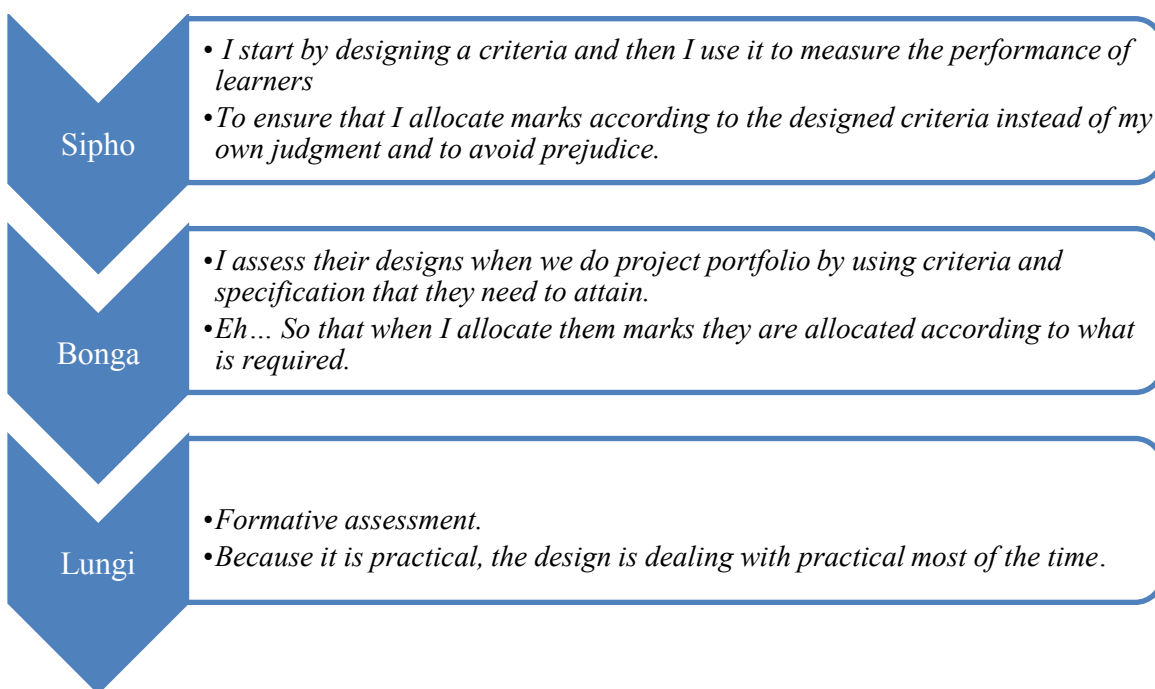 Sipho
• I start by designing a criteria and then I use it to measure the performance of
learners
•To ensure that I allocate marks according to the designed criteria instead of my
own judgment and to avoid prejudice.
Bonga
•I assess their designs when we do project portfolio by using criteria and
specification that they need to attain.
•Eh… So that when I allocate them marks they are allocated according to what
is required.
Lungi
•Formative assessment.
•Because it is practical, the design is dealing with practical most of the time.